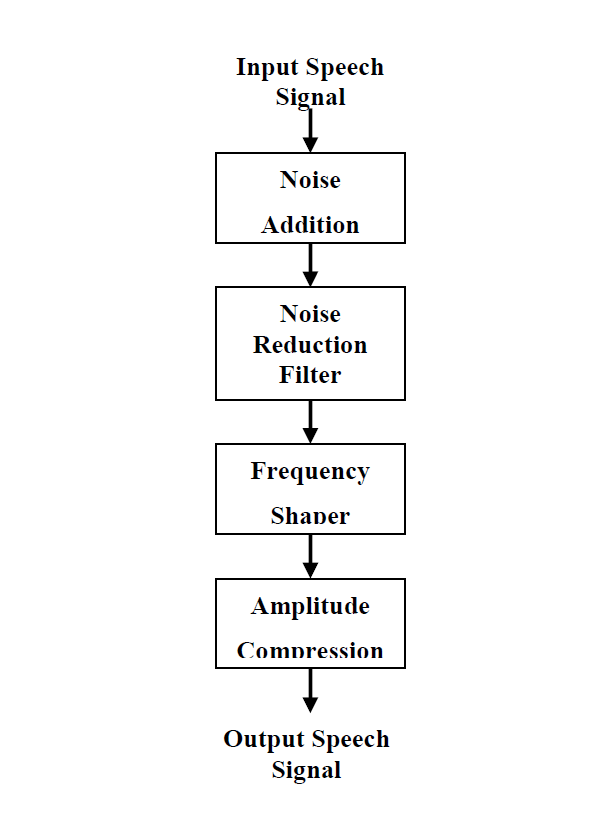 Input Speech
Signal
Noise
Addition
Noise
Reduction
Filter
Frequency
Shaper
Amplitude
Compression
Output Speech
Signal